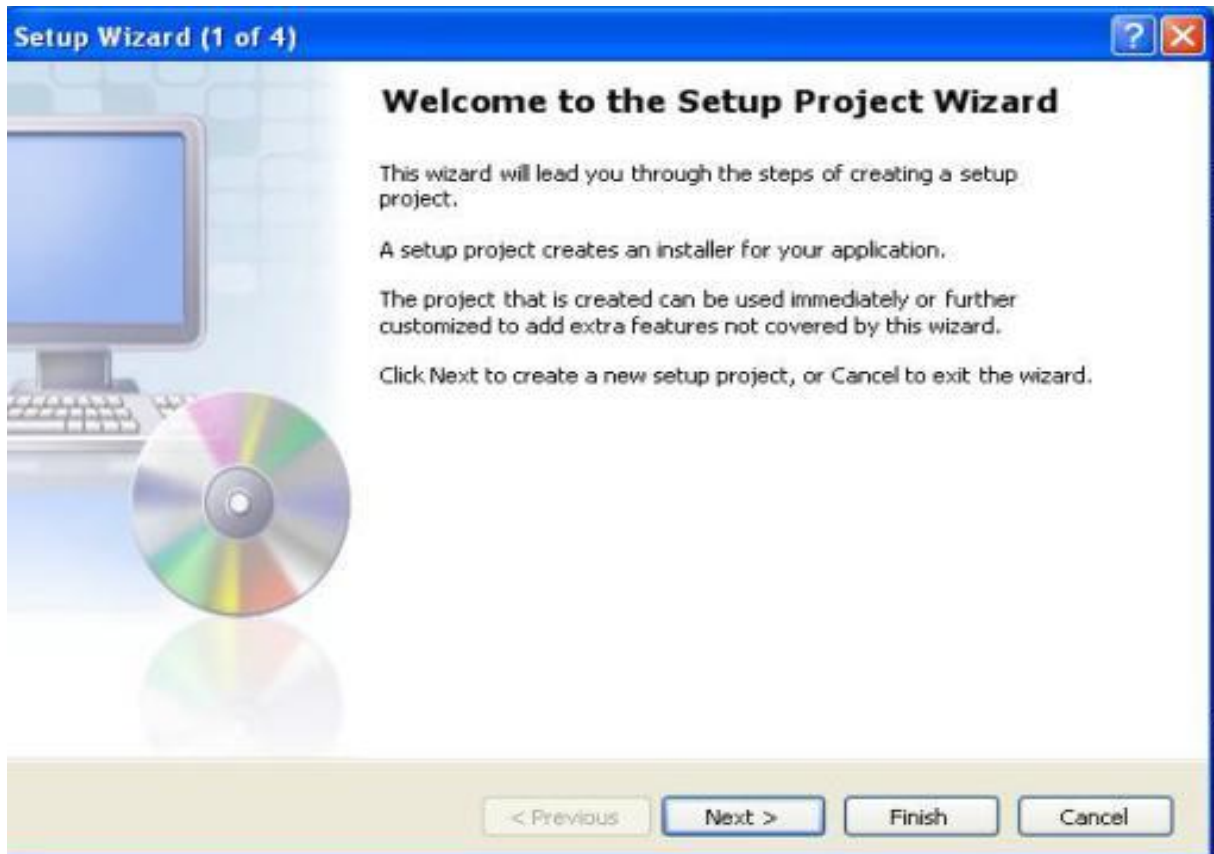 Setup Wizard (1 of 4)
Welcome to the Setup Project Wizard
This wizard will lead you through the steps of creating a setup
project.
A setup project creates an installer for your application.
The project that is created can be used immediately or further
customized to add extra features not covered by this wizard.
Click Next to create a new setup project, or Cancel to exit the wizard.
< Previous Next > Finish Cancel